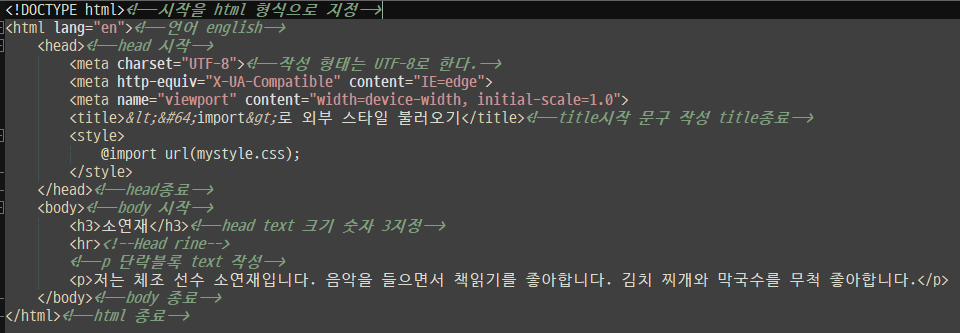 <!DOCTYPE html><!--시작을 html 형식으로 지정-->
<html lang="en"><!--언어 english-->
<head><!--head 시작-->
<meta charset="UTF-8"><!--작성 형태는 UTF-8로 한다.-->
<meta http-equiv="X-UA-Compatible" content="IE=edge">
<meta name="viewport" content="width=device-width, initial-scale=1.0">
<title>&lt;&#64;import&gt;로 외부 스타일 불러오기</title><!--title시작 문구 작성 title종료-->
<style>
@import url(mystyle.css);
</style>
</head><!--head종료-->
<body><!--body 시작-->
<h3>소연재</h3><!--head text 크기 숫자 3지정-->
<hr><!--Head rine-->
<!--p 단락블록 text 작성-->
<p>저는 체조 선수 소연재입니다. 음악을 들으면서 책읽기를 좋아합니다. 김치 찌개와 막국수를 무척 좋아합니다.</p>
</body><!--body 종료-->
</html><!--html 종료-->